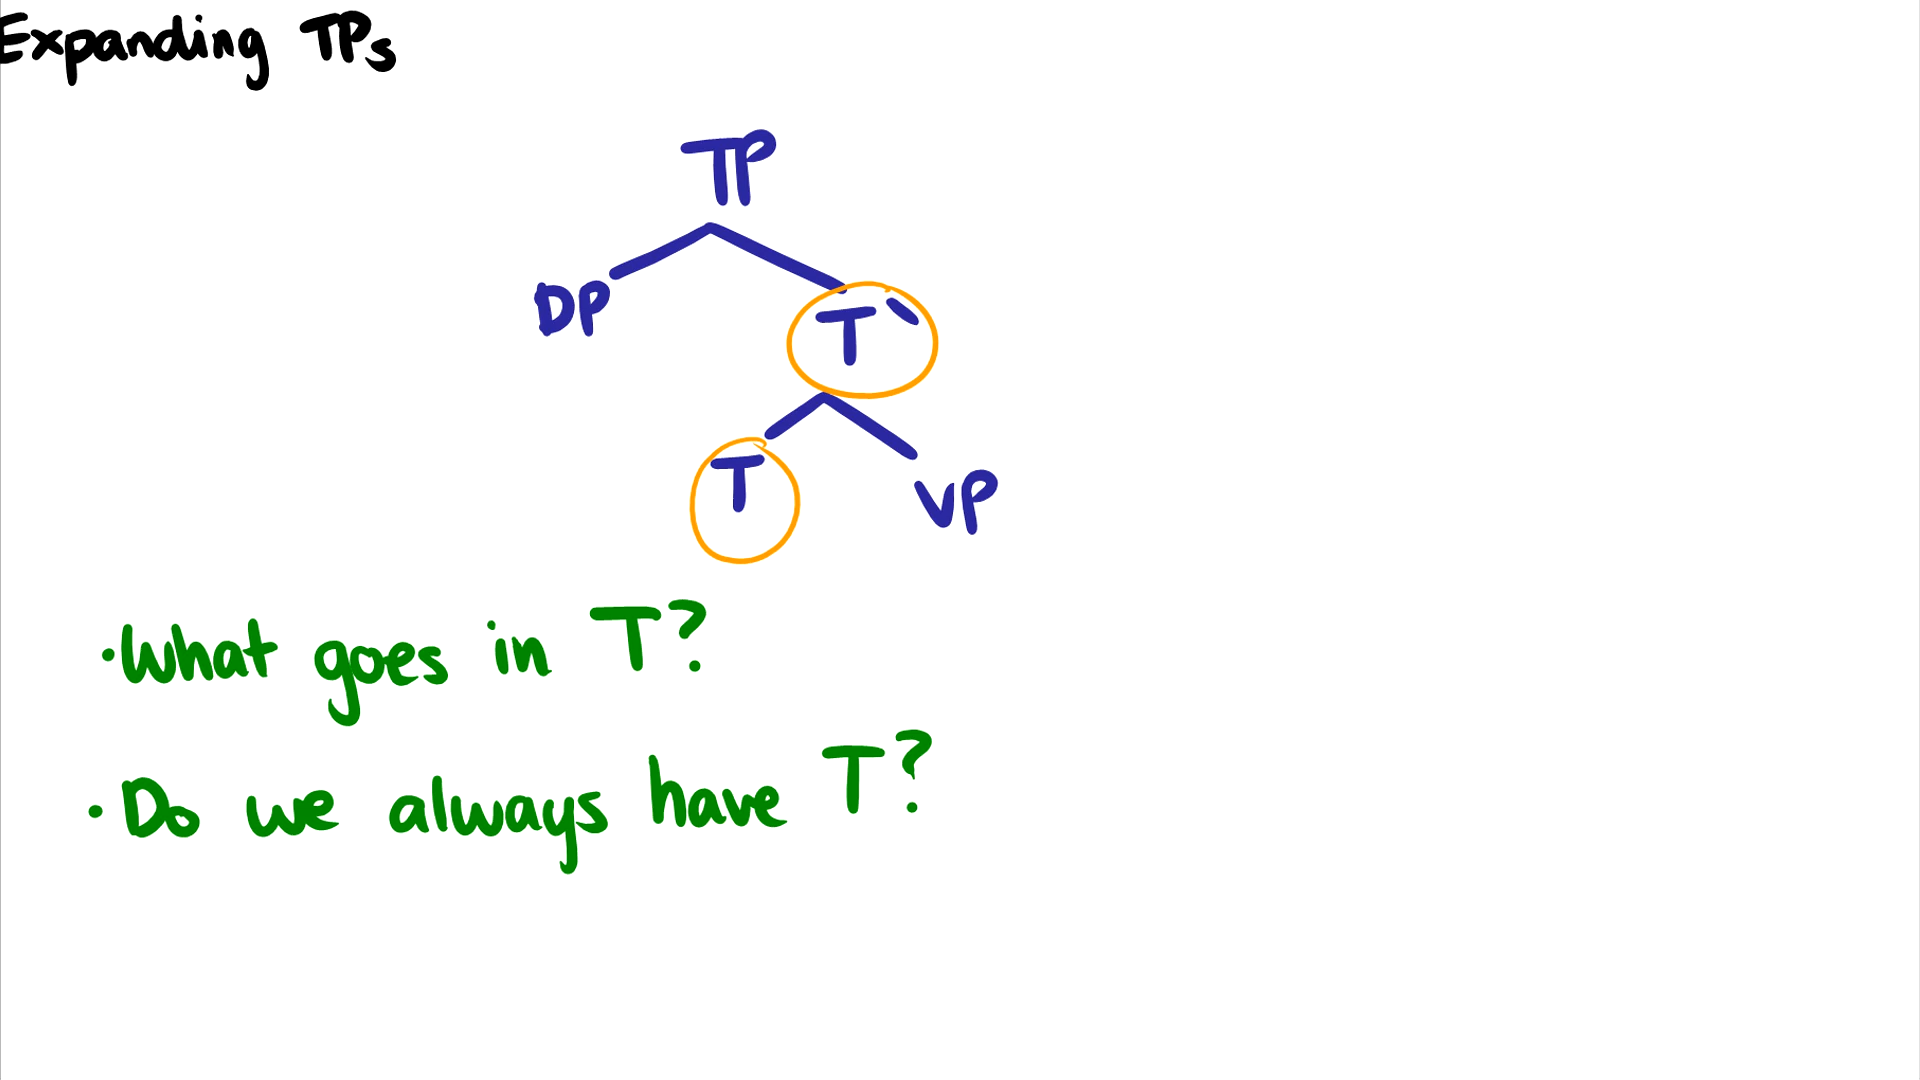 Expanding TPs
TP
DP
T`
T
VP
·What goes in T?
·Do we always have T?